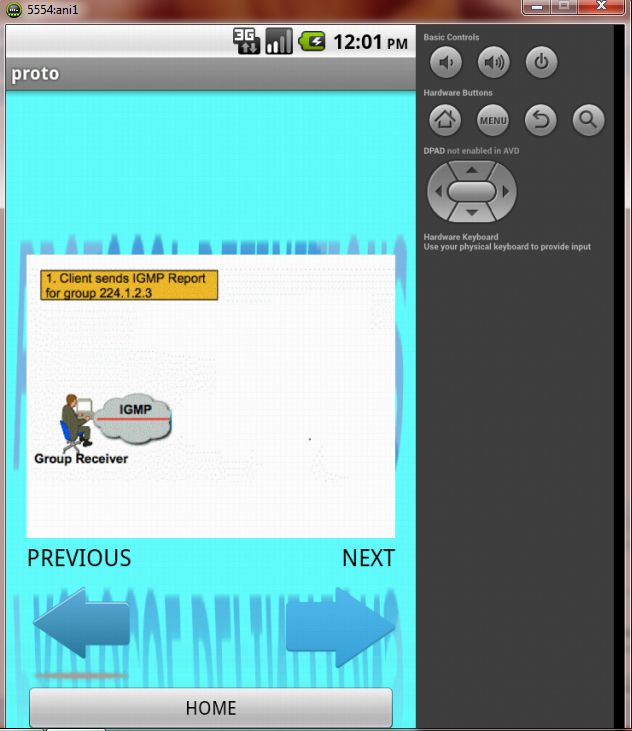 5554:ani1
3G
12:01 PM
proto
1. Client sends IGMP Report
for group 224.1.2.3
IGMP
Group Receiver
PREVIOUS
NEXT
HOME
Basic Controls
Hardware Buttons
MENU
DPAD not enabled in AVD
Hardware Keyboard
Use your physical keyboard to provide input